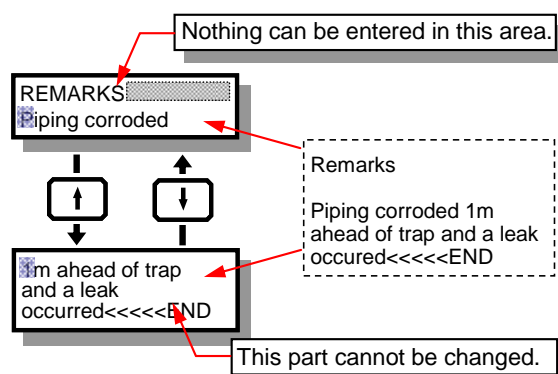 Nothing can be entered in this area.
REMARKS
Piping corroded
Remarks
Piping corroded 1m
ahead of trap and a leak
occured<<<<<END
1m ahead of trap
and a leak
occurred<<<<<END
This part cannot be changed.